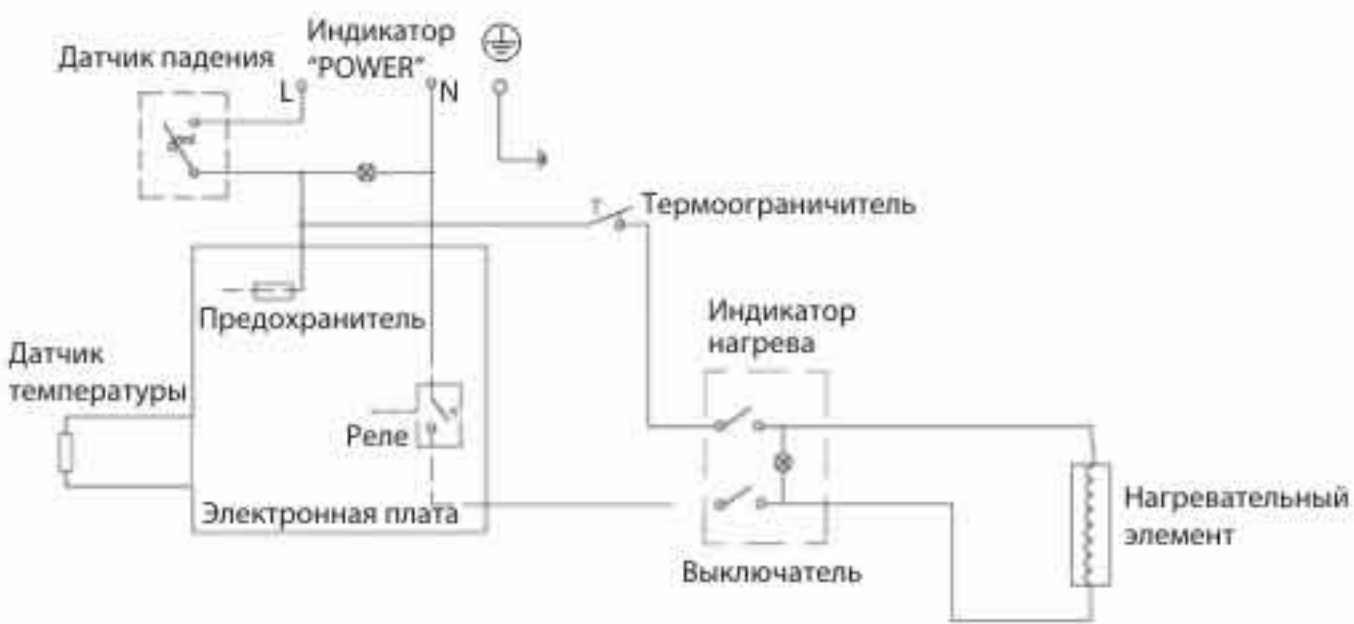 Индикатор
"POWER"
Датчик падения
L
N
T
Термоограничитель
Предохранитель
Индикатор
нагрева
Датчик
температуры
Реле
Электронная плата
Нагревательный
элемент
Выключатель